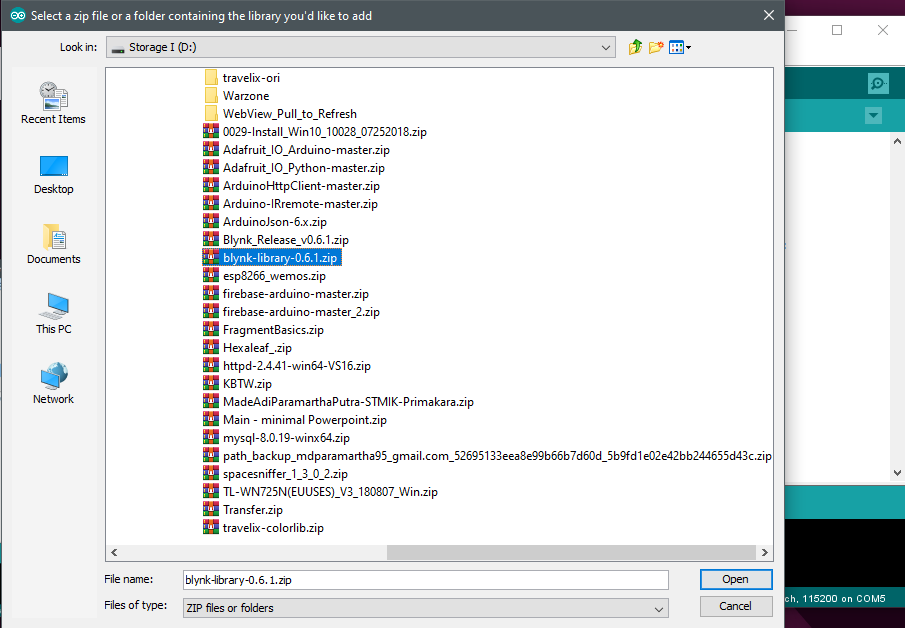 Select a zip file or a folder containing the library you'd like to add
Look in:
Storage I (D:)
Recent Items
Desktop
Documents
This PC
Network
travelix-ori
Warzone
WebView_Pull_to_Refresh
0029-Install_Win10_10028_07252018.zip
Adafruit_IO_Arduino-master.zip
Adafruit_IO_Python-master.zip
ArduinoHttpClient-master.zip
Arduino-IRremote-master.zip
ArduinoJson-6.x.zip
Blynk_Release_v0.6.1.zip
blynk-library-0.6.1.zip
esp8266_wemos.zip
firebase-arduino-master.zip
firebase-arduino-master_2.zip
FragmentBasics.zip
Hexaleaf_.zip
httpd-2.4.41-win64-VS16.zip
KBTW.zip
MadeAdiParamarthaPutra-STMIK-Primakara.zip
Main - minimal Powerpoint.zip
mysql-8.0.19-winx64.zip
path_backup_mdparamartha95_gmail.com_52695133eea8e99b66b7d60d_5b9fd1e02e42bb244655d43c.zip
spacesniffer_1_3_0_2.zip
TL-WN725N(EUUSES)_V3_180807_Win.zip
Transfer.zip
travelix-colorlib.zip
File name:
blynk-library-0.6.1.zip
Open
Files of type:
ZIP files or folders
Cancel
ch, 115200 on COM5